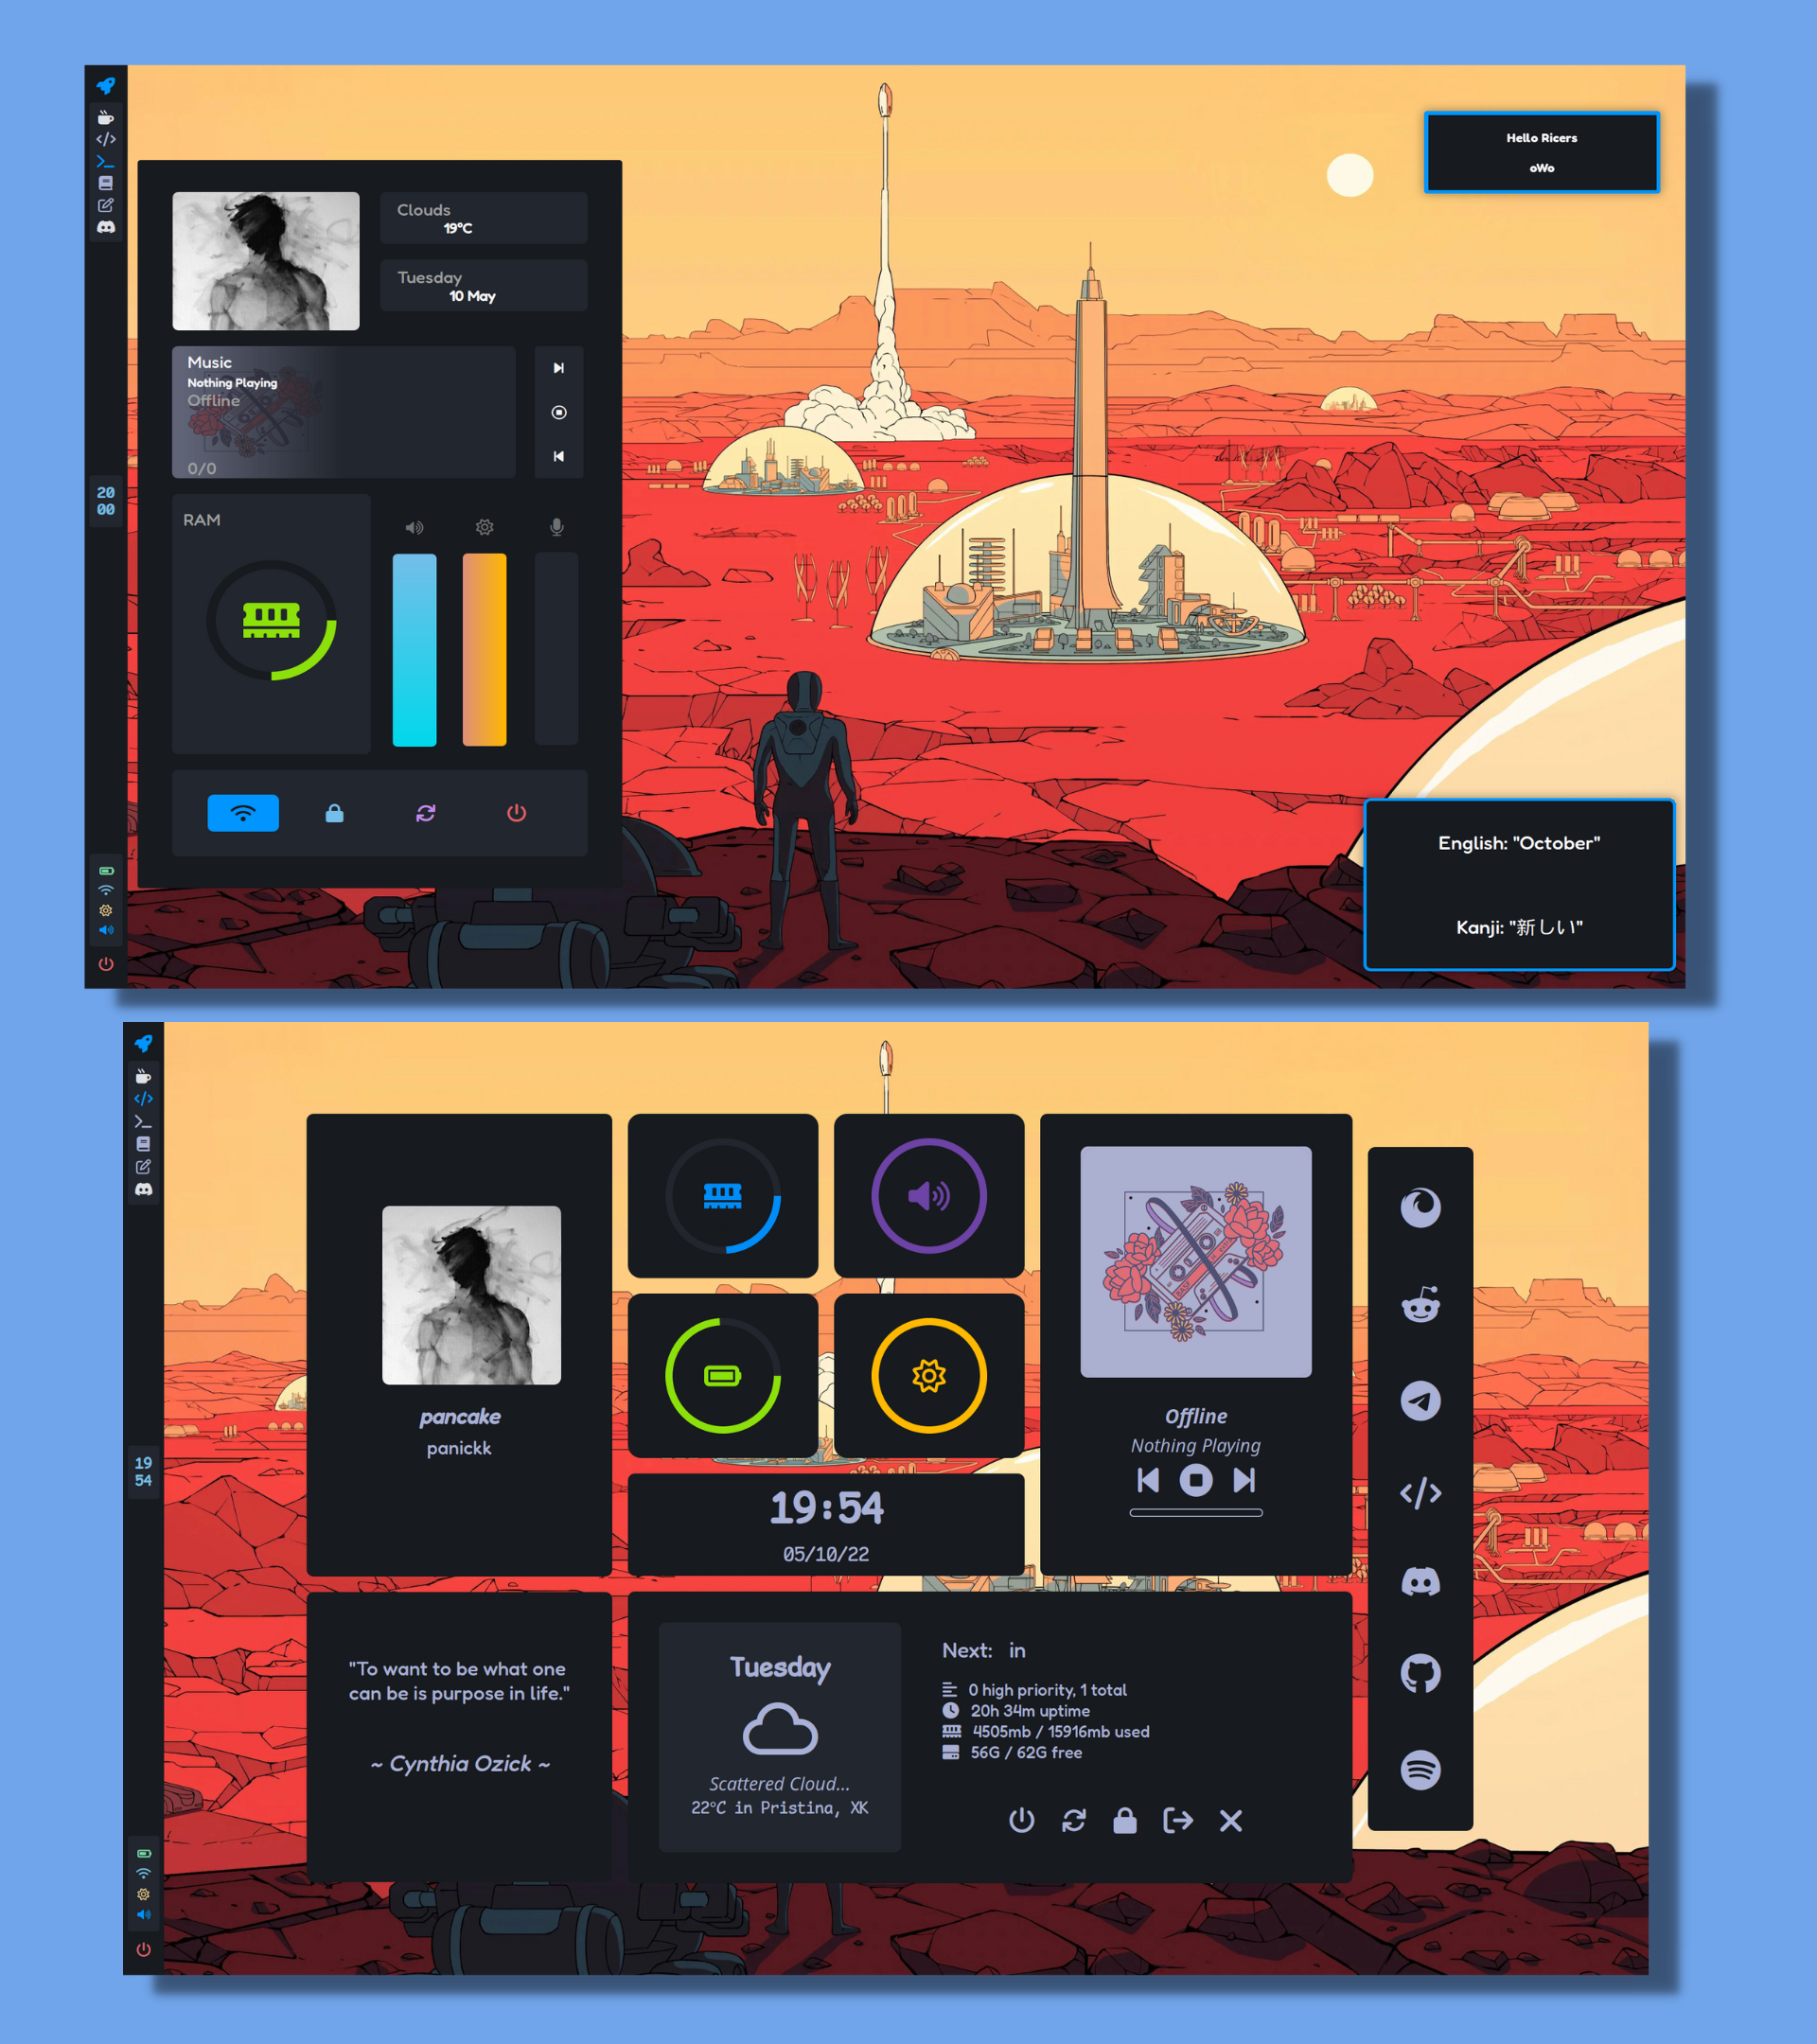 Hello Ricers
oWo
Clouds
19°C
Tuesday
10 May
Music
Nothing Playing
Offline
0/0
20
00
RAM
English: "October"
Kanji: "新しい"
pancake
panickk
19:54
05/10/22
Offline
Nothing Playing
19
54
"To want to be what one
can be is purpose in life."
~ Cynthia Ozick ~
Tuesday
Scattered Cloud...
22°C in Pristina, XK
Next: in
0 high priority, 1 total
20h 34m uptime
4505mb / 15916mb used
56G / 62G free